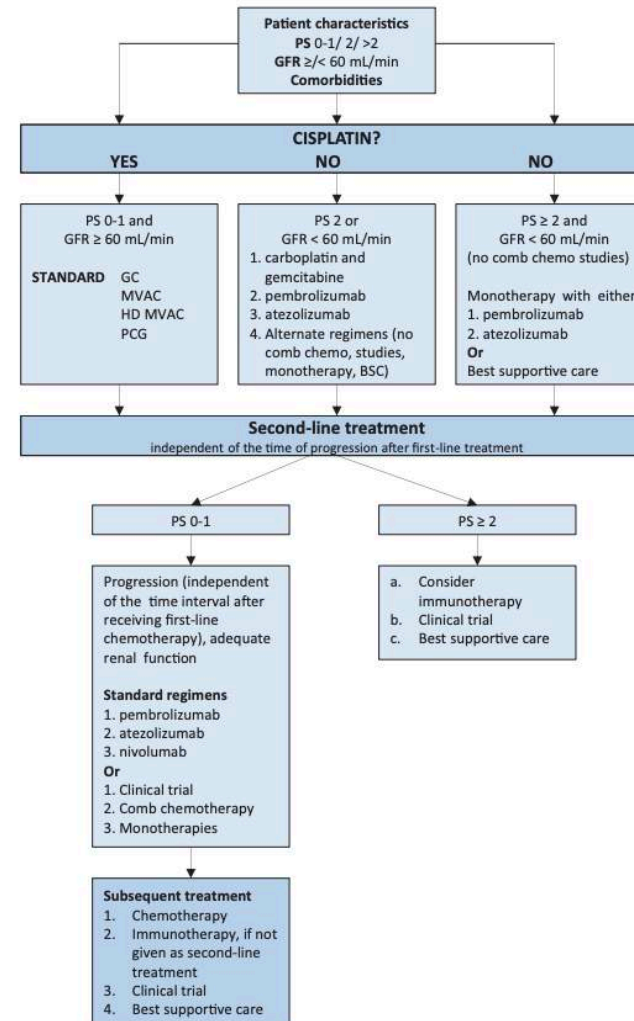 Patient characteristics
PS 0-1/ 2/ >2
GFR ≥/< 60 mL/min
Comorbidities
CISPLATIN?
YES NO NO
PS 0-1 and
GFR ≥ 60 mL/min
STANDARD GC
MVAC
HD MVAC
PCG
PS 2 or
GFR < 60 mL/min
1. carboplatin and
gemcitabine
2. pembrolizumab
3. atezolizumab
4. Alternate regimens (no
comb chemo, studies,
monotherapy, BSC)
PS ≥ 2 and
GFR < 60 mL/min
(no comb chemo studies)
Monotherapy with either
1. pembrolizumab
2. atezolizumab
Or
Best supportive care
Second-line treatment
independent of the time of progression after first-line treatment
PS 0-1
Progression (independent
of the time interval after
receiving first-line
chemotherapy), adequate
renal function
Standard regimens
1. pembrolizumab
2. atezolizumab
3. nivolumab
Or
1. Clinical trial
2. Comb chemotherapy
3. Monotherapies
PS ≥ 2
a. Consider
immunotherapy
b. Clinical trial
c. Best supportive care
Subsequent treatment
1. Chemotherapy
2. Immunotherapy, if not
given as second-line
treatment
3. Clinical trial
4. Best supportive care